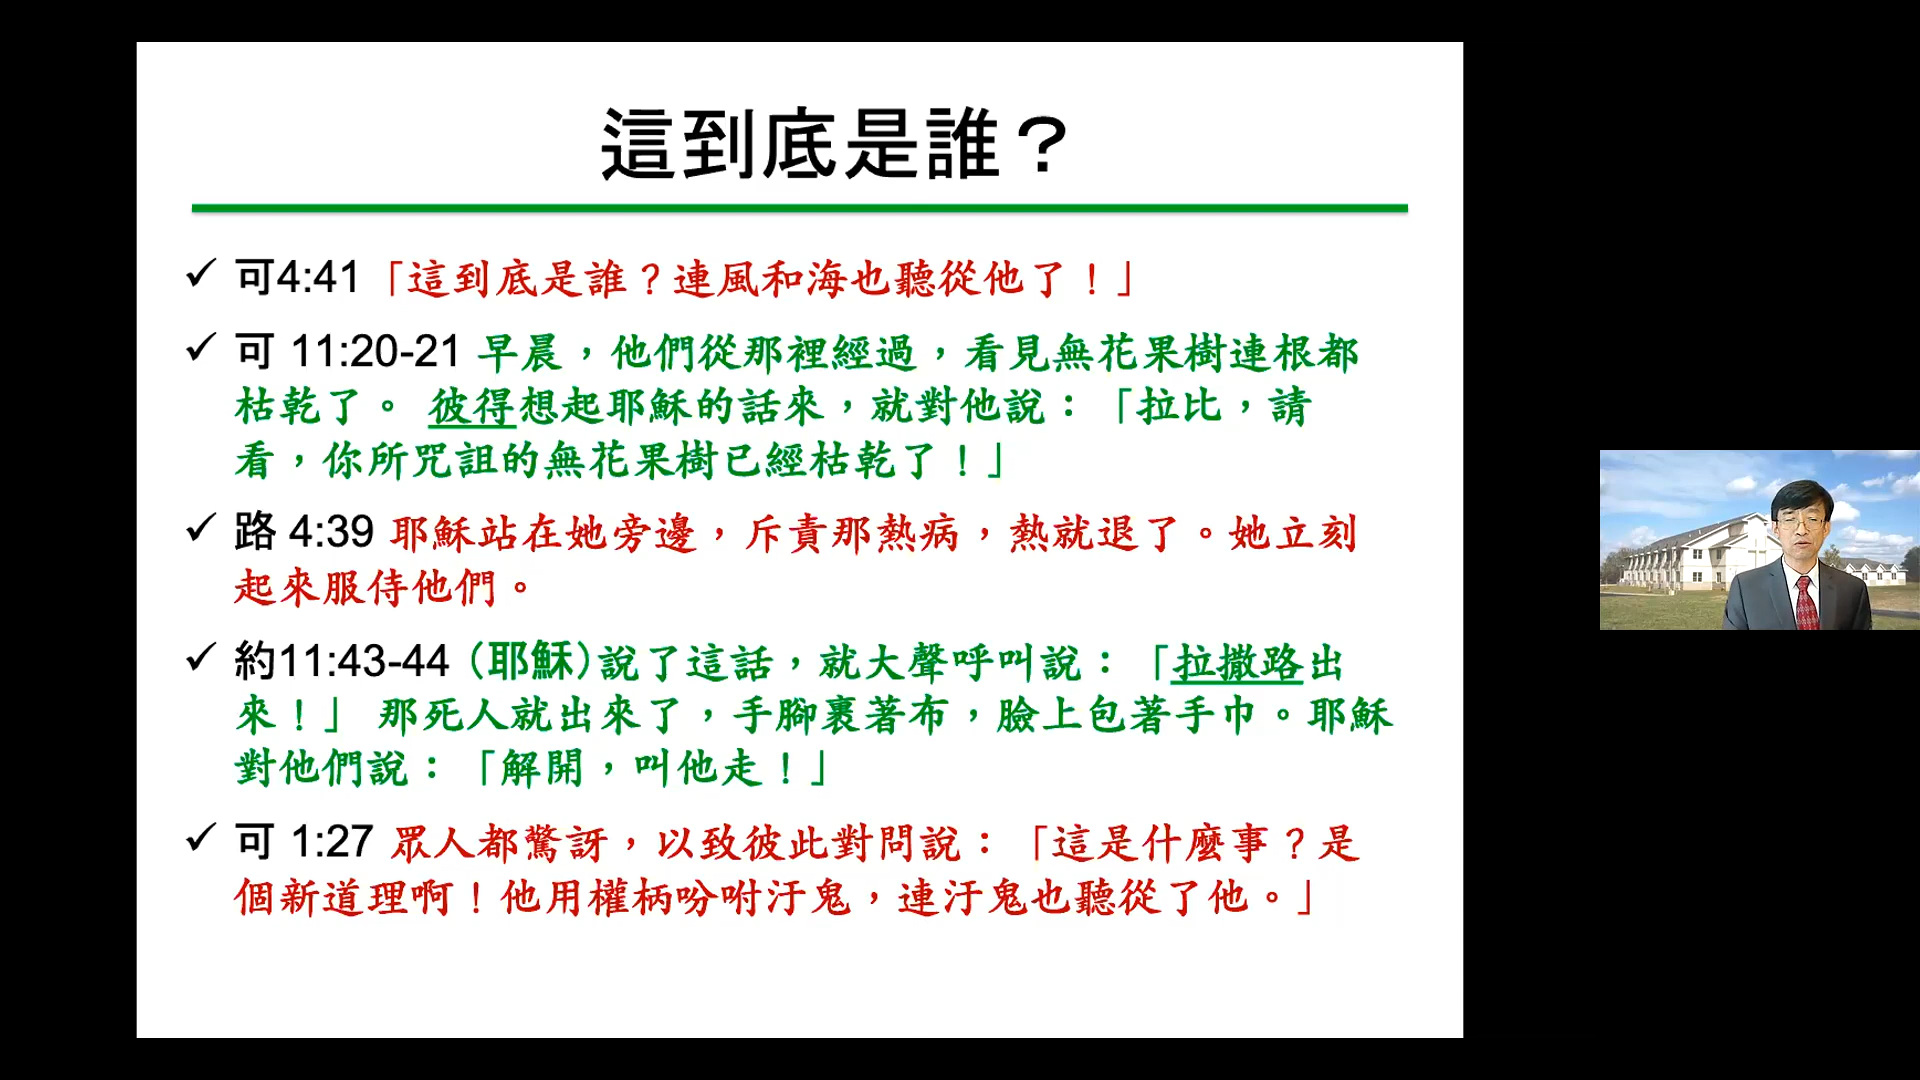 這到底是誰？
✓ 可4:41「這到底是誰？連風和海也聽從他了！」
✓ 可 11:20-21 早晨，他們從那裡經過，看見無花果樹連根都
枯乾了。 彼得想起耶穌的話來，就對他說：「拉比，請
看，你所咒詛的無花果樹已經枯乾了！」
✓ 路 4:39 耶穌站在她旁邊，斥責那熱病，熱就退了。她立刻
起來服侍他們。
✓ 約11:43-44 (耶穌)說了這話，就大聲呼叫說：「拉撒路出
來！」 那死人就出來了，手腳裹著布，臉上包著手巾。耶穌
對他們說：「解開，叫他走！」
✓ 可 1:27 眾人都驚訝，以致彼此對問說：「這是什麼事？是
個新道理啊！他用權柄吩咐汙鬼，連汙鬼也聽從了他。」